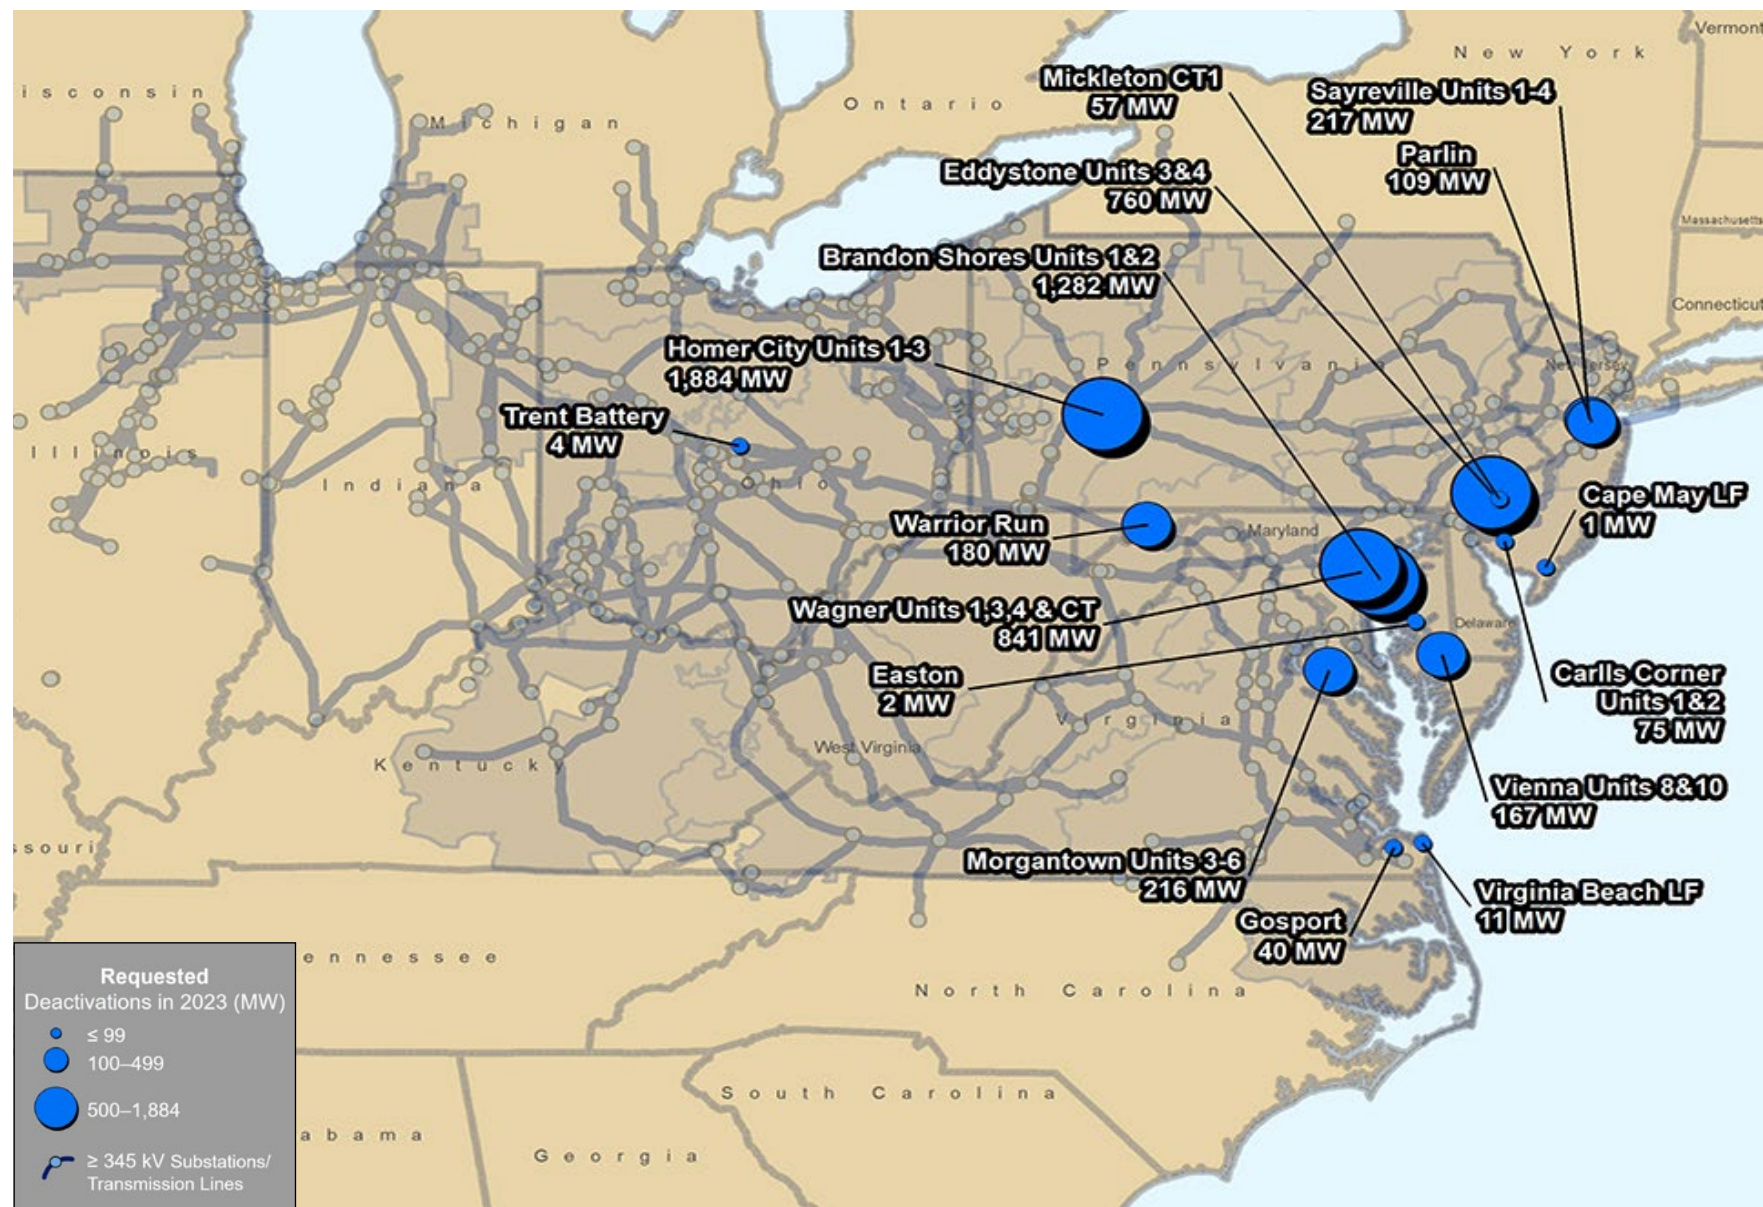 Vermont
New York
isconsin
Michigan
Ontario
Mickleton CT1
57 MW
Sayreville Units 1-4
217 MW
Parlin
109 MW
Eddystone Units 3&4
760 MW
Massachusetts
Brandon Shores Units 1&2
1,282 MW
Connecticut
Homer City Units 1-3
1,884 MW
Pennsylvania
New Jersey
Trent Battery
4 MW
Illinois
Indiana
Ohio
Cape May LF
1 MW
Warrior Run
180 MW
Maryland
Wagner Units 1,3,4 & CT
841 MW
Delaware
Easton
2 MW
Carlls Corner
Units 1&2
75 MW
Virginia
West Virginia
Kentucky
Vienna Units 8&10
167 MW
ssouri
Morgantown Units 3-6
216 MW
Virginia Beach LF
11 MW
Gosport
40 MW
ennessee
North Carolina
South Carolina
abama
Georgia
Requested
Deactivations in 2023 (MW)
≤ 99
100–499
500–1,884
≥ 345 kV Substations/
Transmission Lines